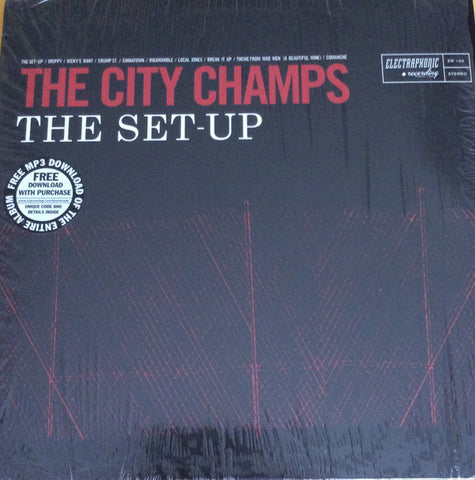 THE SET-UP / DRIPPY / RICKY'S RANT / CRUMP ST. / CHINATOWN / RIGAMAROLE / LOCAL JONES / BREAK IT UP / THEME FROM MAD MEN (A BEAUTIFUL MINE) / COMANCHE
ELECTRAPHONIC
recording
ER-
STEREO
THE CITY CHAMPS
THE SET-UP
FREE MP3 DOWNLOAD OF THE ENTIRE ALBUM
FREE
DOWNLOAD
WITH PURCHASE
UNIQUE CODE AND
DETAILS INSIDE